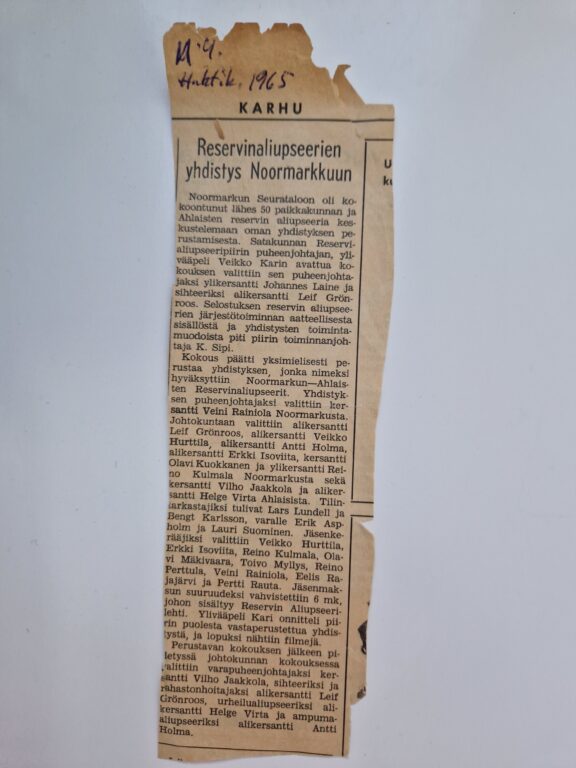 Huhtik. 1965
KARHU
Reservinaliupseerien
yhdistys Noormarkkuun
Noormarkun Seurataloon oli ko-
koontunut lähes 50 paikkakunnan ja
Ahlaisten reservin aliupseeria kes-
kustelemaan oman yhdistyksen pe-
rustamisesta. Satakunnan Reservi-
aliupseeripiirin puheenjohtajan, yli-
vääpeli Veikko Karin avattua ko-
kouksen valittiin sen puheenjohta-
jaksi ylikersantti Johannes Laine ja
sihteeriksi alikersantti Leif Grön-
roos. Selostuksen reservin aliupsee-
rien järjestötoiminnan aatteellisesta
sisällöstä ja yhdistysten toiminta-
muodoista piti piirin toiminnanjoh-
taja K. Sipi.
Kokous päätti yksimielisesti pe-
rustaa yhdistyksen, jonka nimeksi
hyväksyttiin Noormarkun—Ahlais-
ten Reservinaliupseerit. Yhdistyk-
sen puheenjohtajaksi valittiin ker-
santti Veini Rainiola Noormarkusta.
Johtokuntaan valittiin alikersantti
Leif Grönroos, alikersantti Veikko
Hurttila, alikersantti Antti Holma,
alikersantti Erkki Isoviita, kersantti
Olavi Kuokkanen ja ylikersantti Rei-
no Kulmala Noormarkusta sekä
kersantti Vilho Jaakkola ja aliker-
santti Helge Virta Ahlaisista. Tilin-
tarkastajiksi tulivat Lars Lundell ja
Bengt Karlsson, varalle Erik Asp-
holm ja Lauri Suominen. Jäsenke-
rääjiksi valittiin Veikko Hurttila,
Erkki Isoviita, Reino Kulmala, Ola-
vi Mäkivaara, Toivo Myllys, Reino
Perttula, Veini Rainiola, Eelis Ra-
jajärvi ja Pertti Rauta. Jäsenmak-
sun suuruudeksi vahvistettiin 6 mk,
johon sisältyy Reservin Aliupseeri-
lehti. Ylivääpeli Kari onnitteli pii-
rin puolesta vastaperustettua yhdis-
tystä, ja lopuksi nähtiin filmejä.
Perustavan kokouksen jälkeen pi-
detyssä johtokunnan kokouksessa
valittiin varapuheenjohtajaksi ker-
santti Vilho Jaakkola, sihteeriksi ja
rahastonhoitajaksi alikersantti Leif
Grönroos, urheilualiupseeriksi ali-
kersantti Helge Virta ja ampuma-
aliupseeriksi alikersantti Antti
Holma.